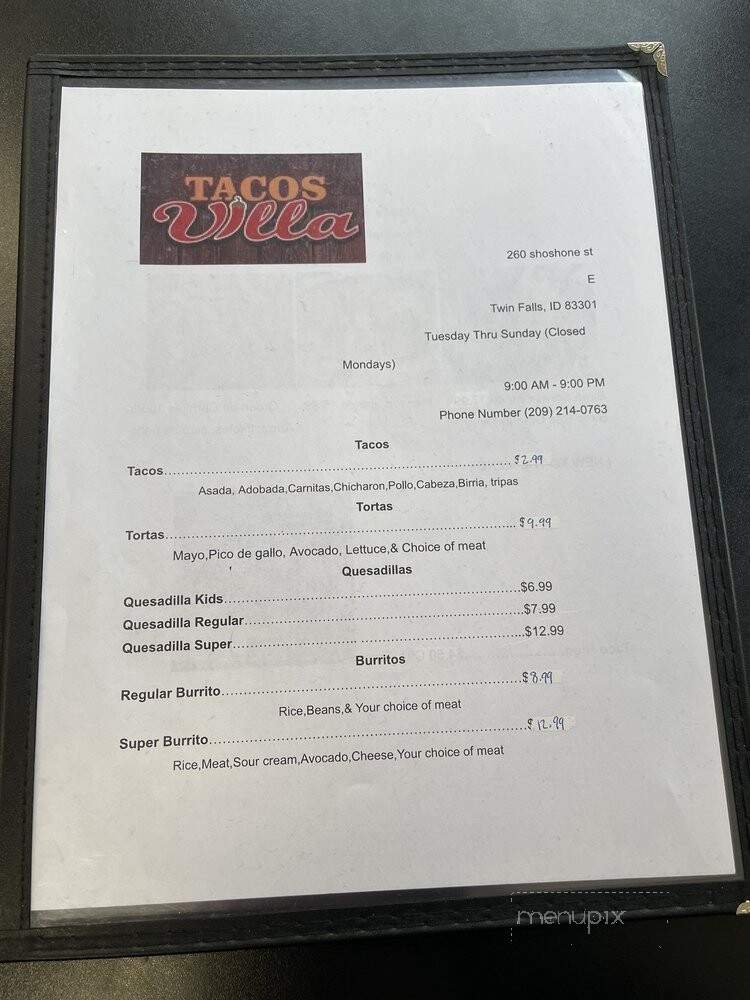 TACOS
Villa
260 shoshone st
E
Twin Falls, ID 83301
Tuesday Thru Sunday (Closed
Mondays)
9:00 AM - 9:00 PM
Phone Number (209) 214-0763
Tacos
Tacos.......................................................................................... $2.99
Asada, Adobada,Carnitas,Chicharon,Pollo,Cabeza,Birria, tripas
Tortas
Tortas.......................................................................................... $9.99
Mayo,Pico de gallo, Avocado, Lettuce,& Choice of meat
Quesadillas
Quesadilla Kids............................................................................$6.99
Quesadilla Regular.......................................................................$7.99
Quesadilla Super..........................................................................$12.99
Burritos
Regular Burrito.............................................................................$8.99
Rice,Beans,& Your choice of meat
Super Burrito................................................................................$12.99
Rice,Meat,Sour cream,Avocado,Cheese,Your choice of meat
menupix